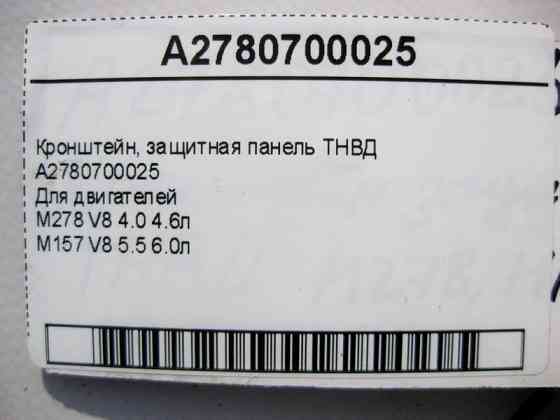 A2780700025
Кронштейн, защитная панель ТНВД
A2780700025
Для двигателей
M278 V8 4.0 4.6л
M157 V8 5.5 6.0л